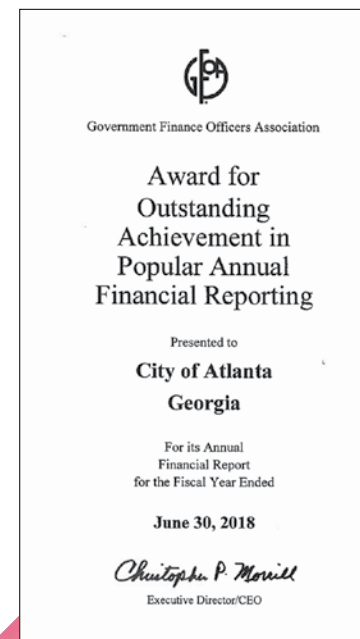 GFOA
Government Finance Officers Association
Award for
Outstanding
Achievement in
Popular Annual
Financial Reporting
Presented to
City of Atlanta
Georgia
For its Annual
Financial Report
for the Fiscal Year Ended
June 30, 2018
Christopher P. Morrill
Executive Director/CEO